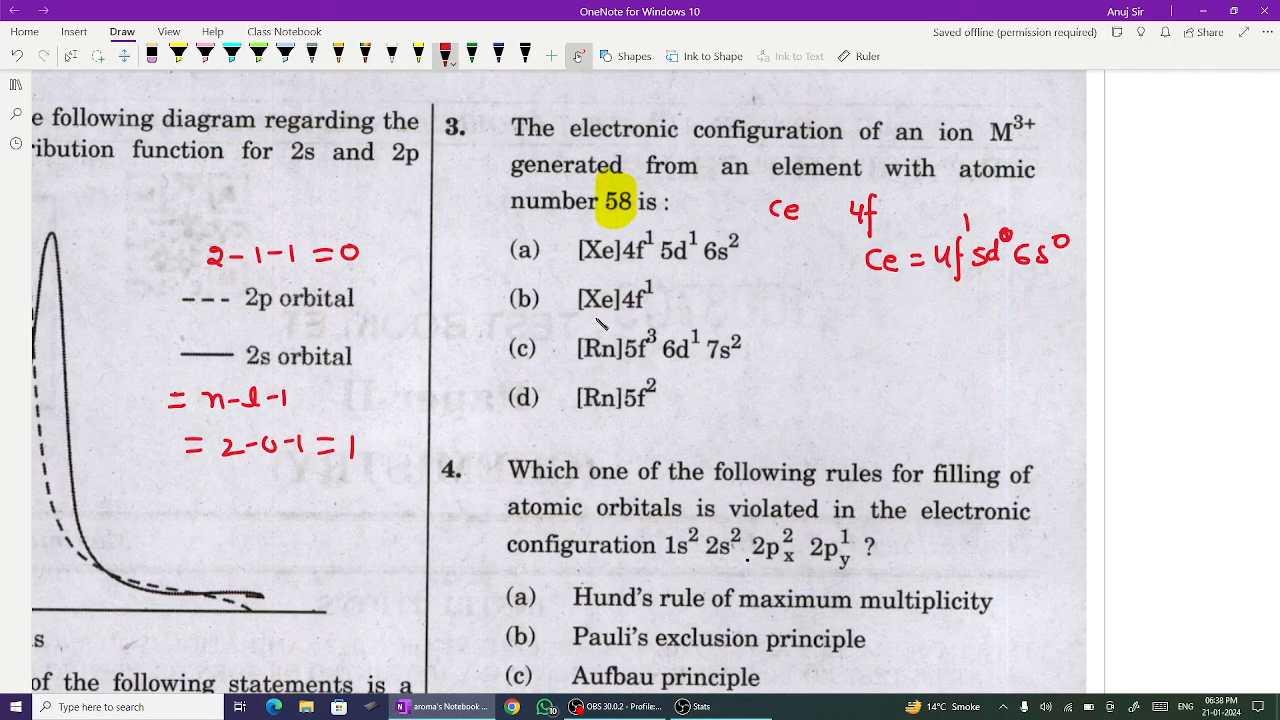 OneNote for Windows 10
Anuj Sir
Home Insert Draw View Help Class Notebook
Saved offline (permission required) Share
Shapes Ink to Shape Ink to Text Ruler
e following diagram regarding the
ribution function for 2s and 2p
2-1-1 = 0
2p orbital
2s orbital
= n-l-1
= 2-0-1 = 1
s
of the following statements is a
3. The electronic configuration of an ion M³⁺
generated from an element with atomic
number 58 is :
Ce 4f
Ce = 4f¹ 5d⁰ 6s⁰
(a) [Xe]4f¹ 5d¹ 6s²
(b) [Xe]4f¹
(c) [Rn]5f³ 6d¹ 7s²
(d) [Rn]5f²
4. Which one of the following rules for filling of
atomic orbitals is violated in the electronic
configuration 1s² 2s² 2pₓ² 2p_y¹ ?
(a) Hund's rule of maximum multiplicity
(b) Pauli's exclusion principle
(c) Aufbau principle
Type here to search
aroma's Notebook ...
10
OBS 30.0.2 - Profile:...
Stats
14°C Smoke
06:38 PM
21-01-2024